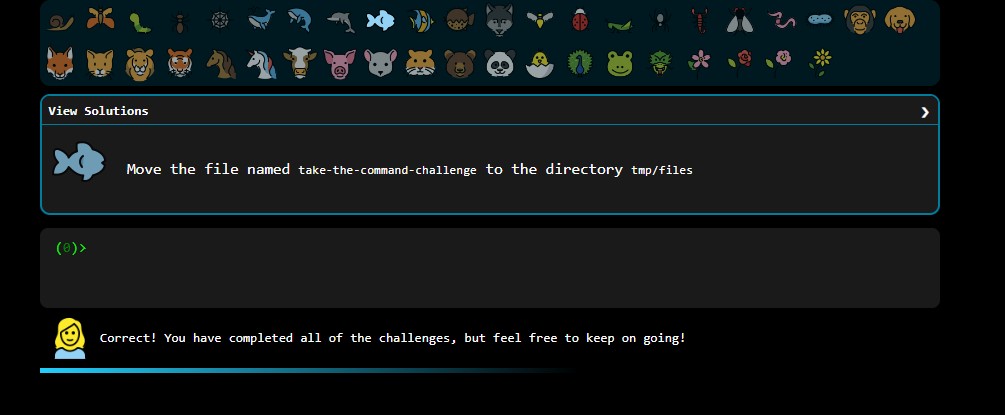 View Solutions ❯
Move the file named take-the-command-challenge to the directory tmp/files
(0)>
Correct! You have completed all of the challenges, but feel free to keep on going!